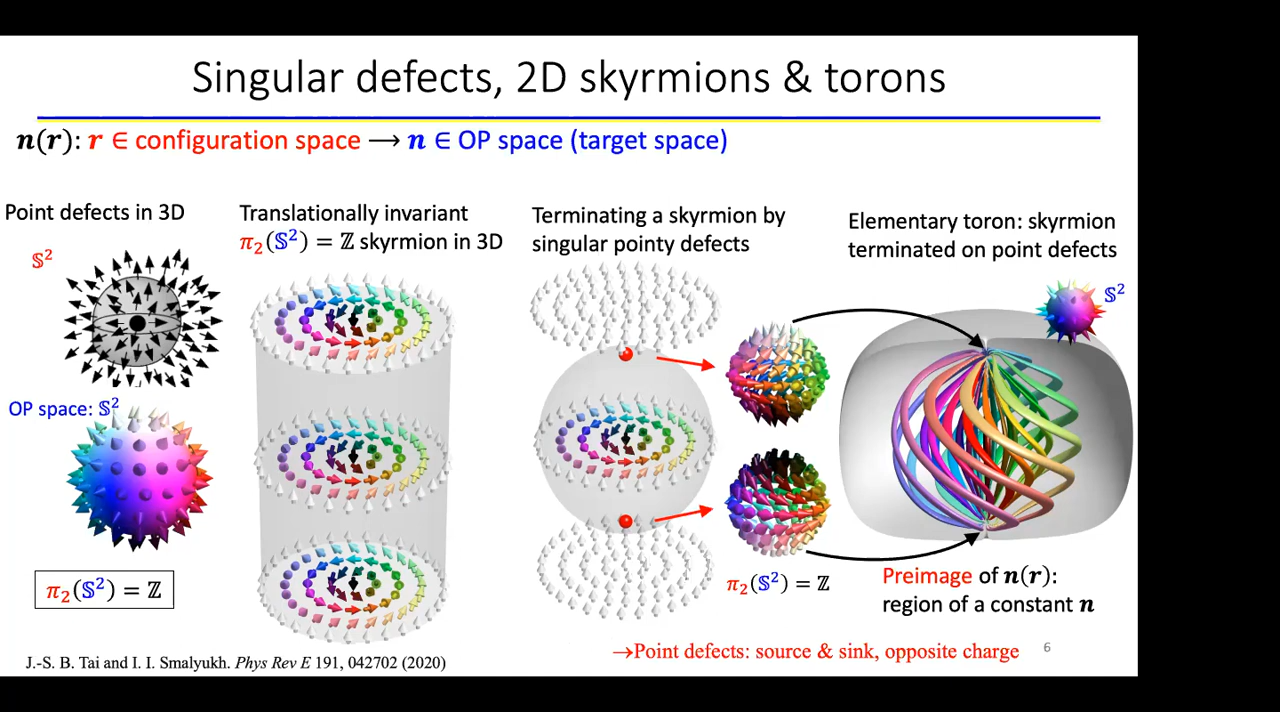 Singular defects, 2D skyrmions & torons
n(r): r ∈ configuration space → n ∈ OP space (target space)
Point defects in 3D
𝕊²
OP space: 𝕊²
π₂(𝕊²) = ℤ
Translationally invariant
π₂(𝕊²) = ℤ skyrmion in 3D
Terminating a skyrmion by
singular pointy defects
π₂(𝕊²) = ℤ
Elementary toron: skyrmion
terminated on point defects
𝕊²
Preimage of n(r):
region of a constant n
→Point defects: source & sink, opposite charge
6
J.-S. B. Tai and I. I. Smalyukh. Phys Rev E 191, 042702 (2020)